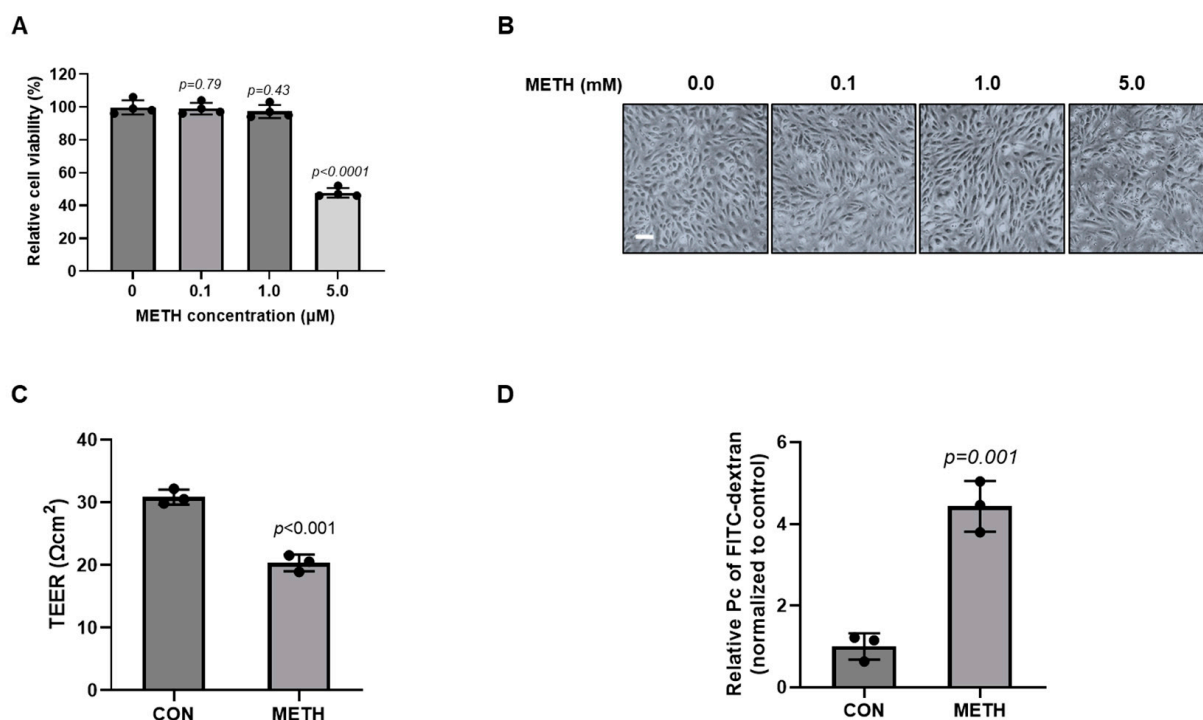 A
Relative cell viability (%)
120
100
80
60
40
20
0
p=0.79
p=0.43
p<0.0001
0 0.1 1.0 5.0
METH concentration (µM)
B
METH (mM) 0.0 0.1 1.0 5.0
C
TEER (Ωcm²)
40
30
20
10
0
p<0.001
CON METH
D
Relative Pc of FITC-dextran
(normalized to control)
6
4
2
0
p=0.001
CON METH